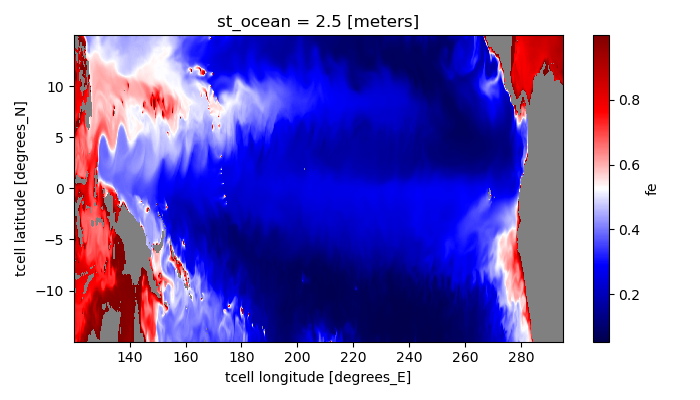 st_ocean = 2.5 [meters]
10
5
0
−5
−10
tcell latitude [degrees_N]
140 160 180 200 220 240 260 280
tcell longitude [degrees_E]
0.8
0.6
0.4
0.2
fe